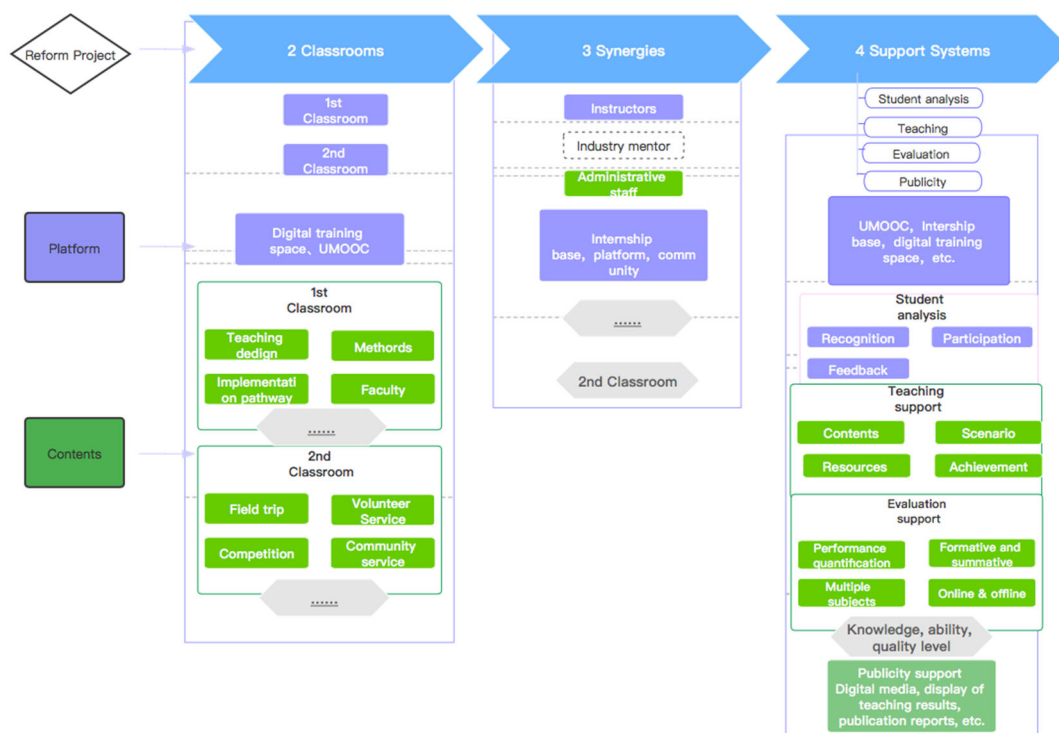 Reform Project
2 Classrooms
3 Synergies
4 Support Systems
1st
Classroom
2nd
Classroom
Instructors
Industry mentor
Administrative
staff
Student analysis
Teaching
Evaluation
Publicity
Platform
Digital training
space、UMOOC
Internship
base, platform, comm
unity
UMOOC, Intership
base, digital training
space, etc.
......
2nd Classroom
Contents
1st
Classroom
Teaching
dedign
Methords
Implementati
on pathway
Faculty
......
2nd
Classroom
Field trip
Volunteer
Service
Competition
Community
service
......
Student
analysis
Recognition
Participation
Feedback
Teaching
support
Contents
Scenario
Resources
Achievement
Evaluation
support
Performance
quantification
Formative and
summative
Multiple
subjects
Online & offline
Knowledge, ability,
quality level
Publicity support
Digital media, display of
teaching results,
publication reports, etc.